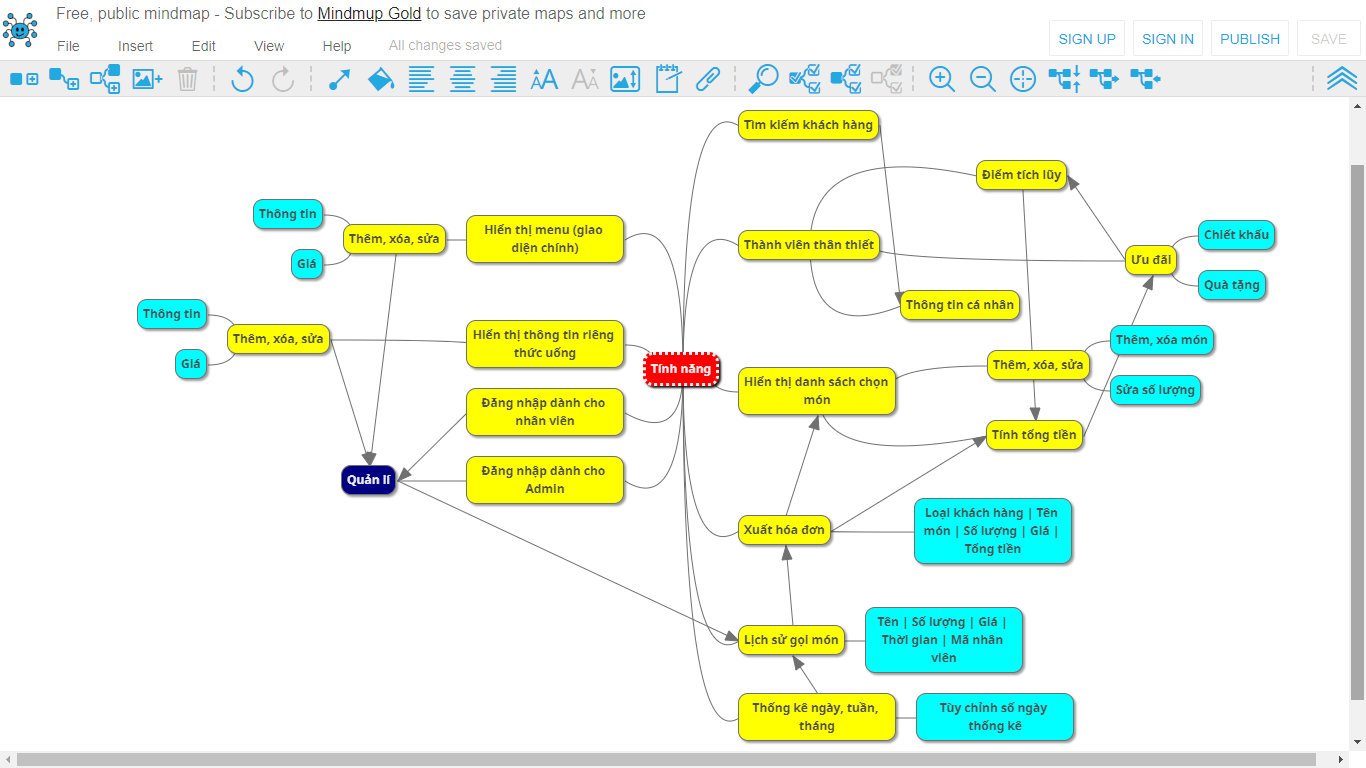 Free, public mindmap - Subscribe to Mindmup Gold to save private maps and more
File Insert Edit View Help All changes saved
SIGN UP SIGN IN PUBLISH SAVE
Tìm kiếm khách hàng
Điểm tích lũy
Thông tin
Thêm, xóa, sửa
Giá
Hiển thị menu (giao
diện chính)
Thành viên thân thiết
Ưu đãi
Chiết khấu
Quà tặng
Thông tin cá nhân
Thông tin
Thêm, xóa, sửa
Giá
Hiển thị thông tin riêng
thức uống
Tính năng
Hiển thị danh sách chọn
món
Thêm, xóa, sửa
Thêm, xóa món
Sửa số lượng
Tính tổng tiền
Đăng nhập dành cho
nhân viên
Quản lí
Đăng nhập dành cho
Admin
Xuất hóa đơn
Loại khách hàng | Tên
món | Số lượng | Giá |
Tổng tiền
Lịch sử gọi món
Tên | Số lượng | Giá |
Thời gian | Mã nhân
viên
Thống kê ngày, tuần,
tháng
Tùy chỉnh số ngày
thống kê